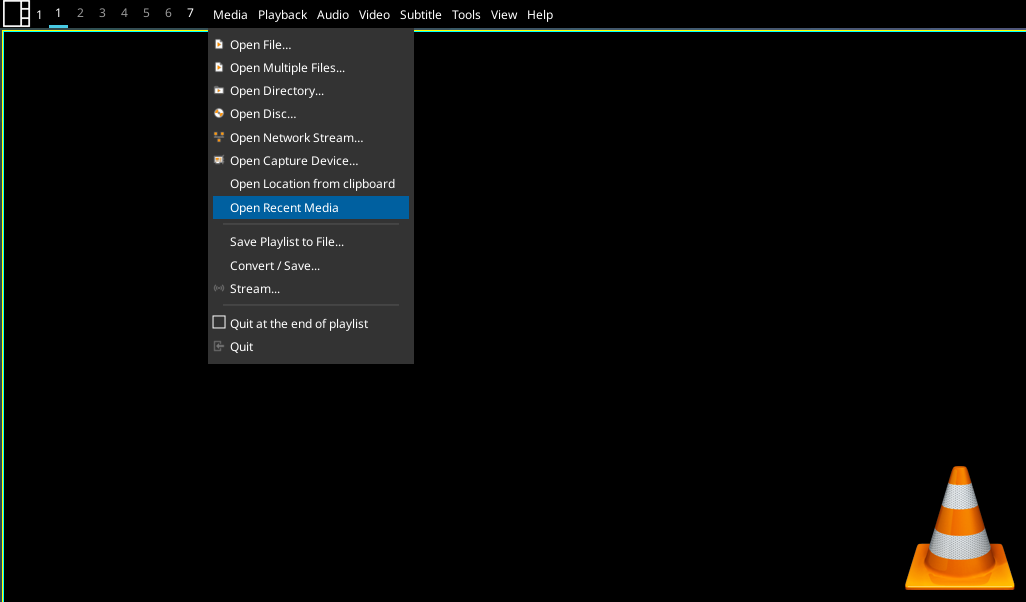 1 1 2 3 4 5 6 7 Media Playback Audio Video Subtitle Tools View Help
Open File...
Open Multiple Files...
Open Directory...
Open Disc...
Open Network Stream...
Open Capture Device...
Open Location from clipboard
Open Recent Media
Save Playlist to File...
Convert / Save...
Stream...
Quit at the end of playlist
Quit